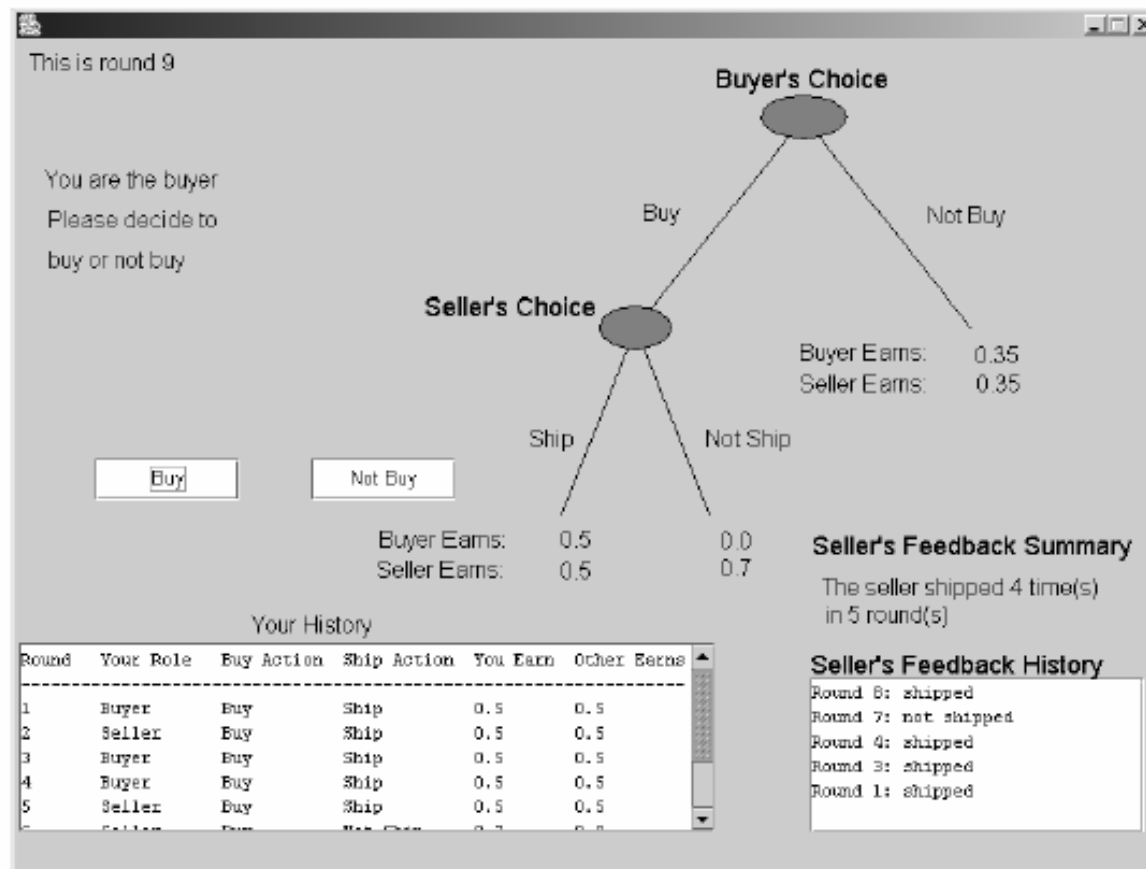 This is round 9
Buyer's Choice
You are the buyer
Please decide to
buy or not buy
Buy
Not Buy
Seller's Choice
Buyer Earns: 0.35
Seller Earns: 0.35
Ship
Not Ship
Buy
Not Buy
Buyer Earns: 0.5 0.0
Seller Earns: 0.5 0.7
Seller's Feedback Summary
The seller shipped 4 time(s)
in 5 round(s)
Your History
Round Your Role Buy Action Ship Action You Earn Other Earns
1 Buyer Buy Ship 0.5 0.5
2 Seller Buy Ship 0.5 0.5
3 Buyer Buy Ship 0.5 0.5
4 Buyer Buy Ship 0.5 0.5
5 Seller Buy Ship 0.5 0.5
Seller's Feedback History
Round 8: shipped
Round 7: not shipped
Round 4: shipped
Round 3: shipped
Round 1: shipped